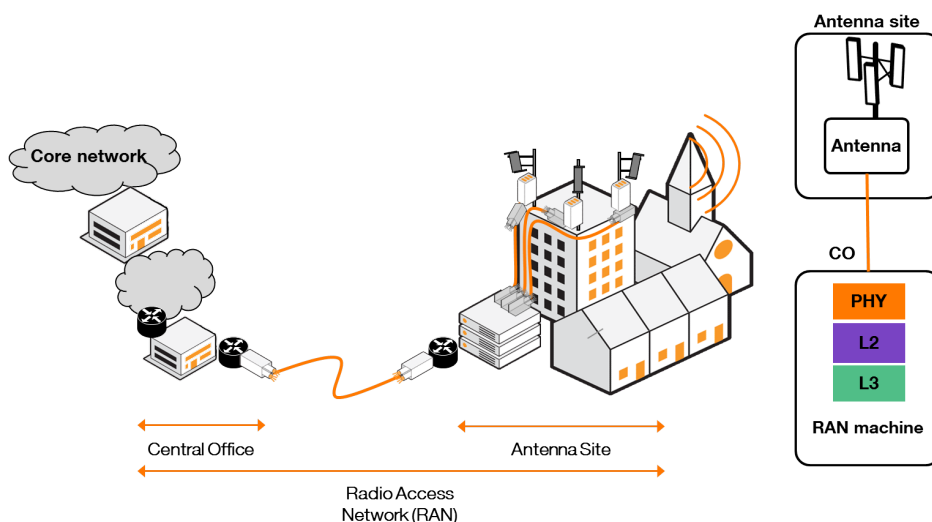 Core network
Central Office
Antenna Site
Radio Access
Network (RAN)
Antenna site
Antenna
CO
PHY
L2
L3
RAN machine